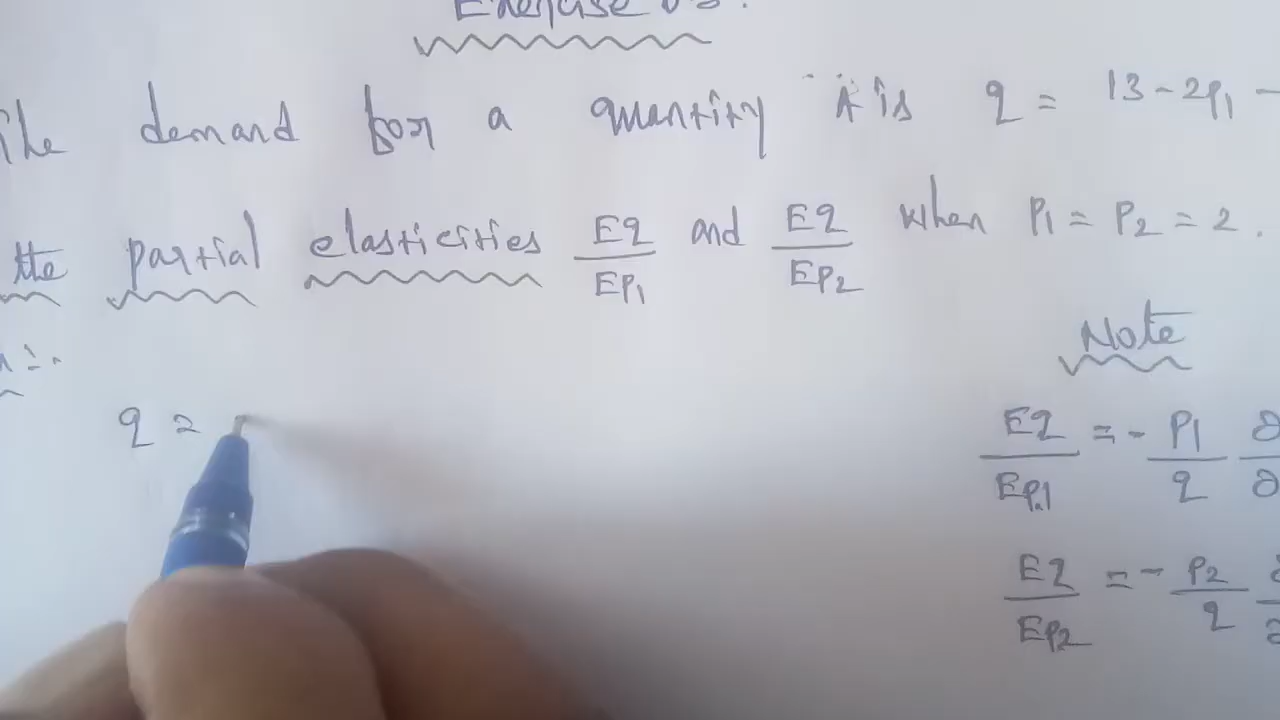 Exercise
The demand for a quantity A is q = 13 - 2p₁ -
the partial elasticities Eq/Ep₁ and Eq/Ep₂ when P₁ = P₂ = 2.
Note
q =
Eq/Ep₁ = - P₁/q ∂/∂
Eq/Ep₂ = - P₂/q ∂/∂